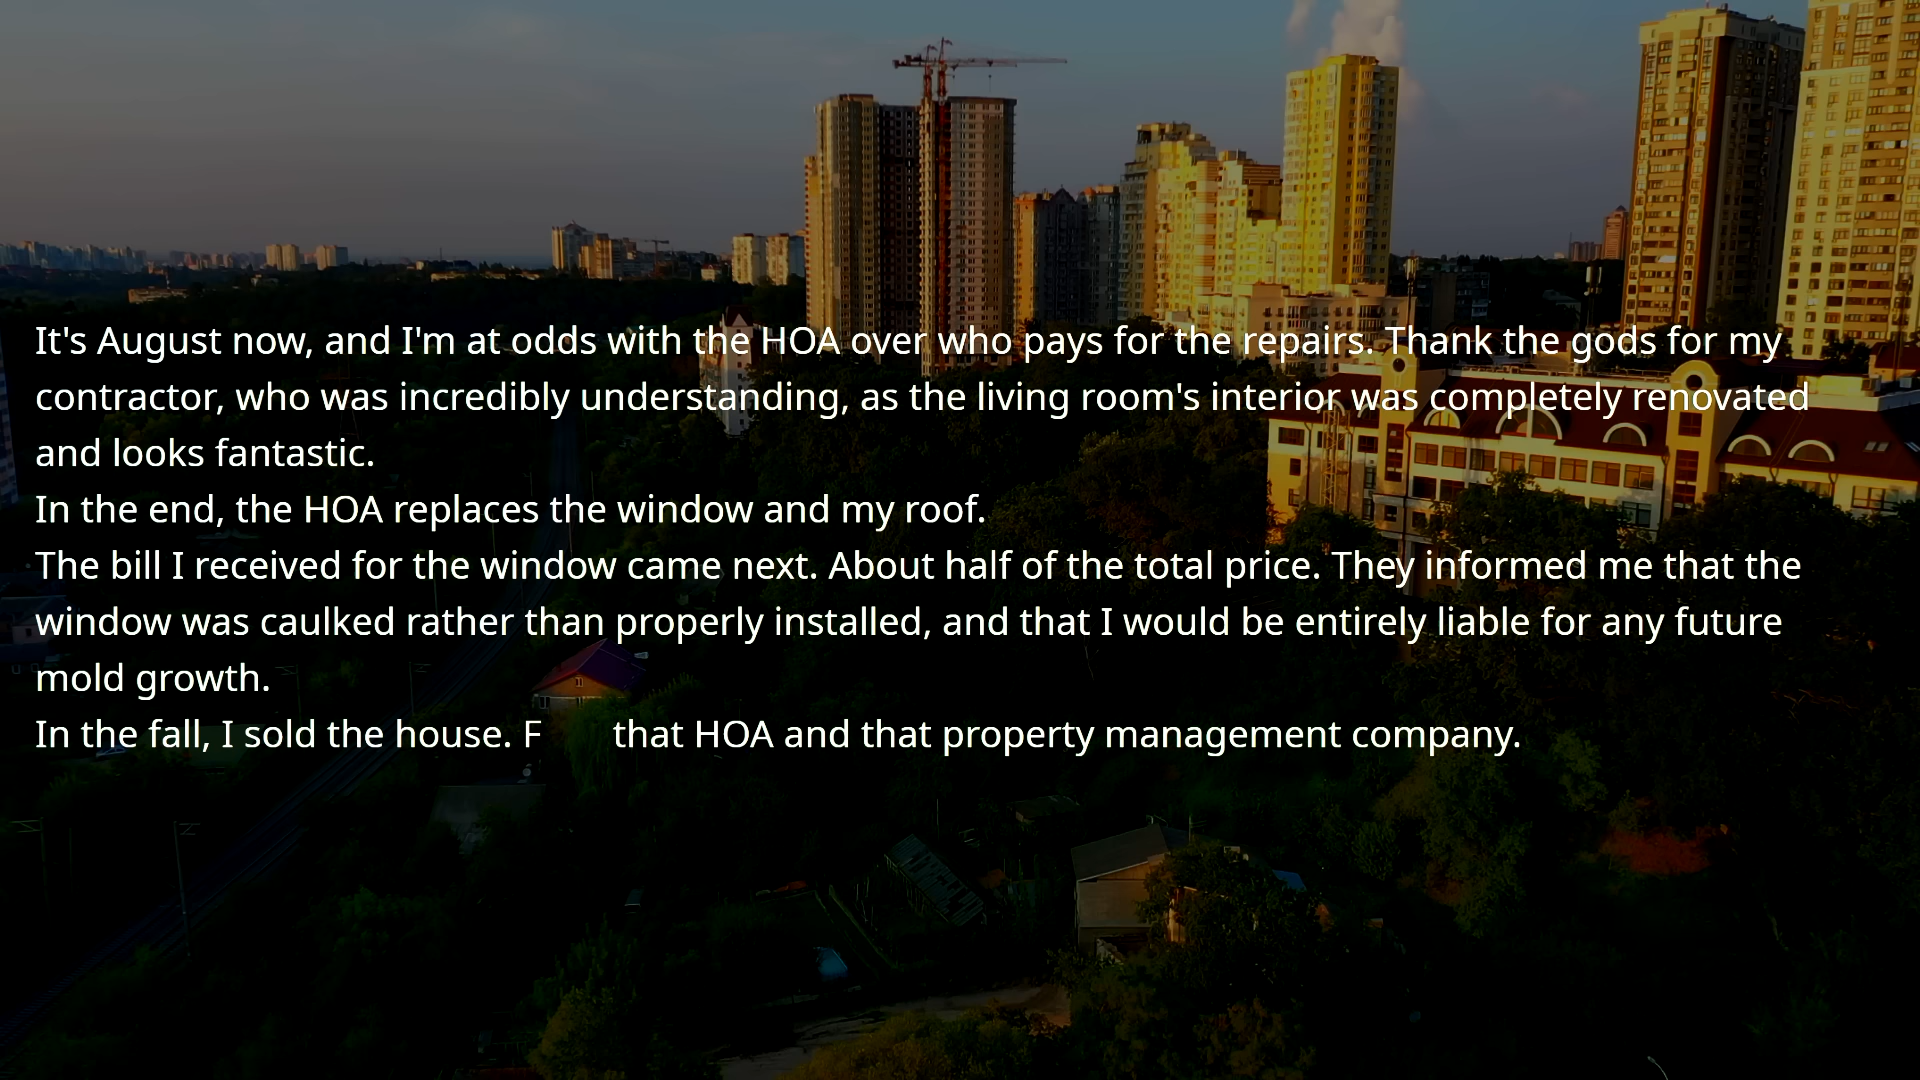 It's August now, and I'm at odds with the HOA over who pays for the repairs. Thank the gods for my
contractor, who was incredibly understanding, as the living room's interior was completely renovated
and looks fantastic.
In the end, the HOA replaces the window and my roof.
The bill I received for the window came next. About half of the total price. They informed me that the
window was caulked rather than properly installed, and that I would be entirely liable for any future
mold growth.
In the fall, I sold the house. F that HOA and that property management company.